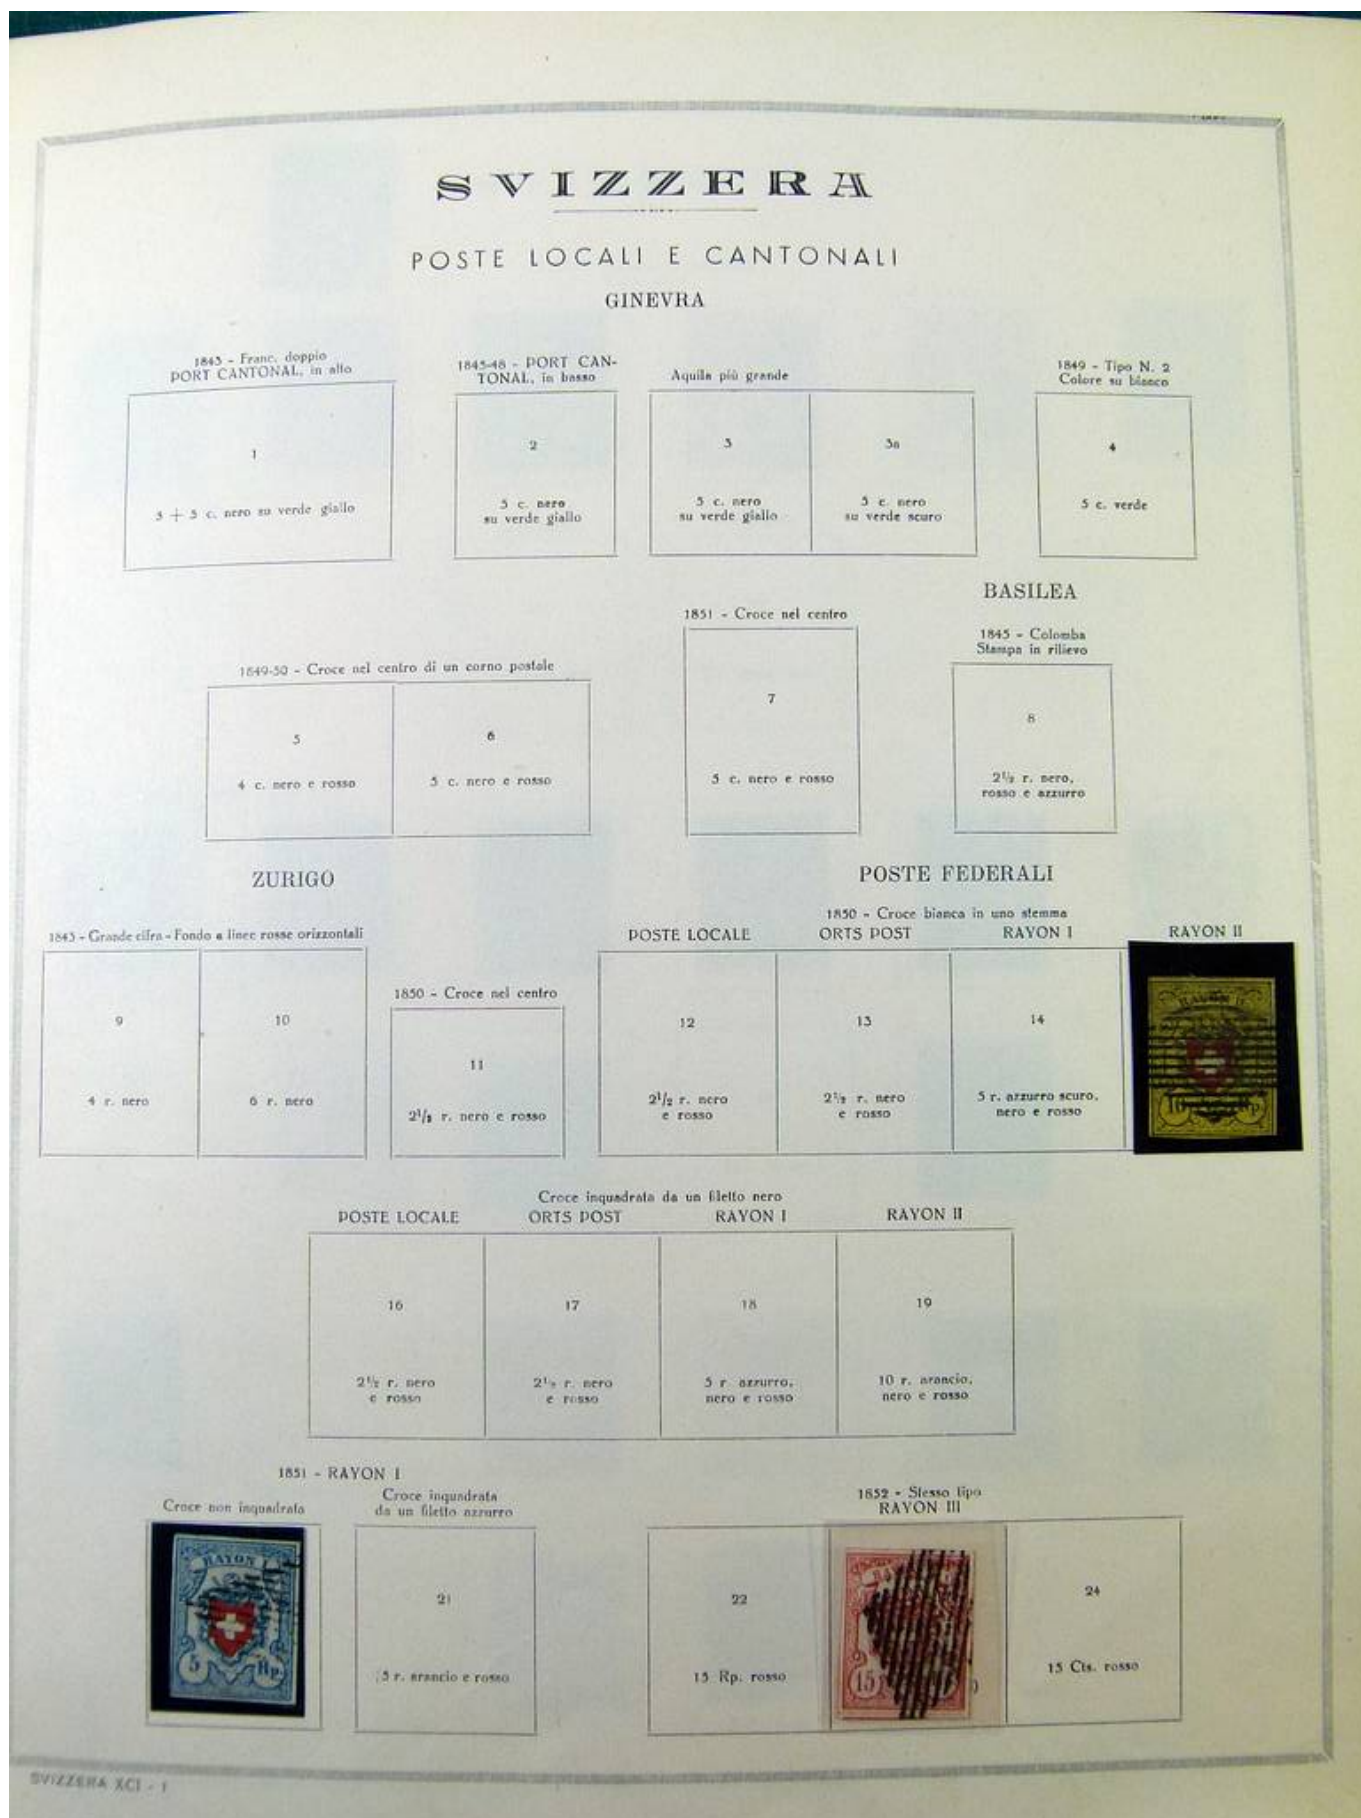 SVIZZERA
POSTE LOCALI E CANTONALI
GINEVRA
1843 - Franc. doppio
PORT CANTONAL, in alto
1
5 + 5 c. nero su verde giallo
1845-48 - PORT CAN-
TONAL, in basso
2
5 c. nero
su verde giallo
Aquila più grande
3
5 c. nero
su verde giallo
3a
5 c. nero
su verde scuro
1849 - Tipo N. 2
Colore su bianco
4
5 c. verde
1849-50 - Croce nel centro di un corno postale
5
4 c. nero e rosso
6
5 c. nero e rosso
1851 - Croce nel centro
7
5 c. nero e rosso
BASILEA
1845 - Colomba
Stampa in rilievo
8
2½ r. nero,
rosso e azzurro
ZURIGO
1843 - Grande cifra - Fondo a linee rosse orizzontali
9
4 r. nero
10
6 r. nero
1850 - Croce nel centro
11
2½ r. nero e rosso
POSTE FEDERALI
1850 - Croce bianca in uno stemma
POSTE LOCALE
12
2½ r. nero
e rosso
ORTS POST
13
2½ r. nero
e rosso
RAYON I
14
5 r. azzurro scuro,
nero e rosso
RAYON II
RAYON II
10 Rp.
Croce inquadrata da un filetto nero
POSTE LOCALE
16
2½ r. nero
e rosso
ORTS POST
17
2½ r. nero
e rosso
RAYON I
18
5 r. azzurro,
nero e rosso
RAYON II
19
10 r. arancio,
nero e rosso
1851 - RAYON I
Croce non inquadrata
RAYON I
5 Rp.
Croce inquadrata
da un filetto azzurro
21
5 r. arancio e rosso
1852 - Stesso tipo
RAYON III
22
15 Rp. rosso
15
24
15 Cts. rosso
SVIZZERA XCI - 1